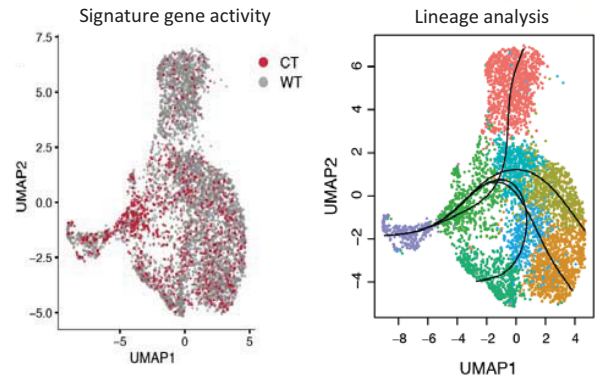 Signature gene activity
7.5
5.0
2.5
0.0
−2.5
−5.0
UMAP2
−5
0
5
UMAP1
CT
WT
Lineage analysis
6
4
2
0
−2
−4
UMAP2
−8
−6
−4
−2
0
2
4
UMAP1